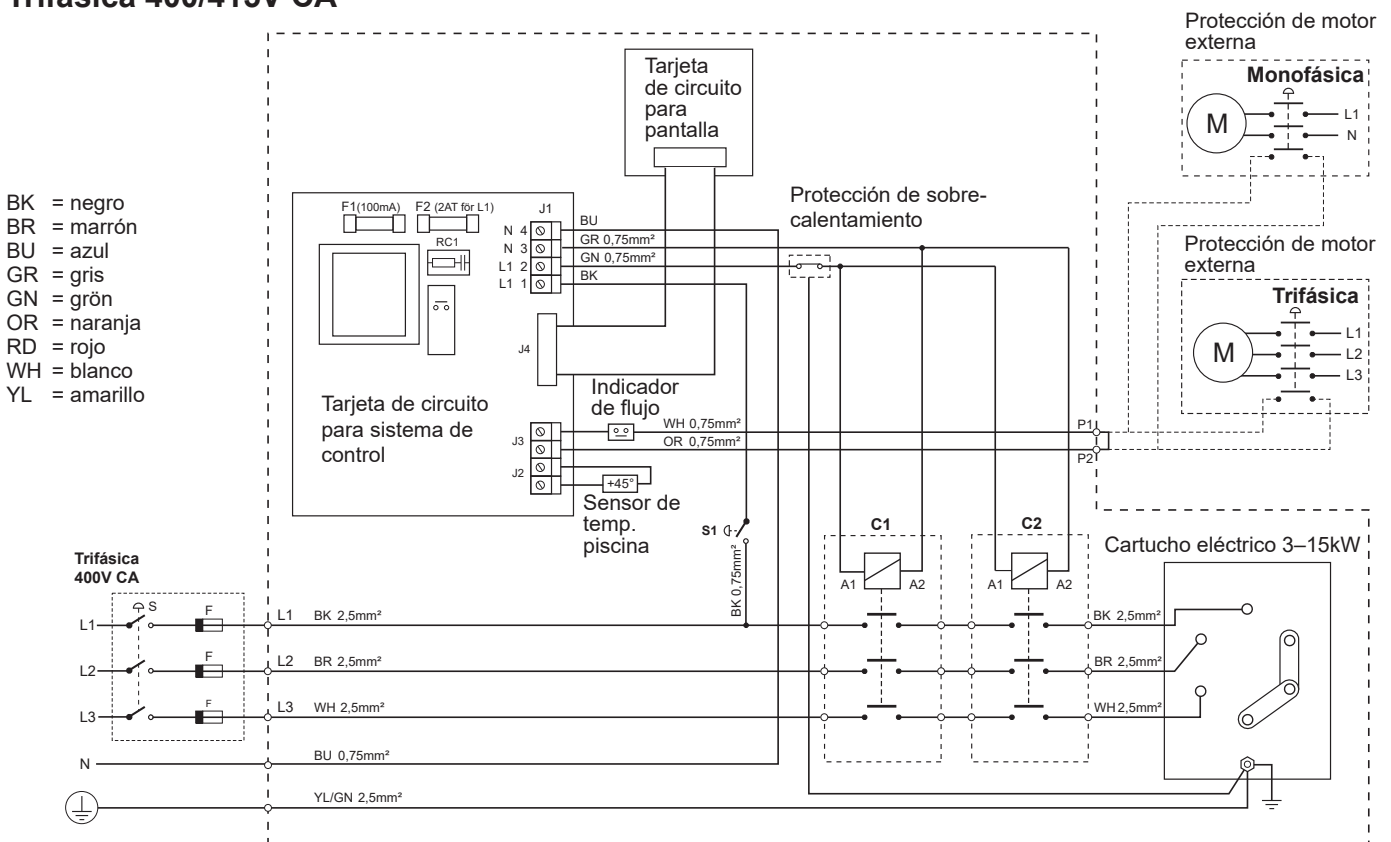 BK = negro
BR = marrón
BU = azul
GR = gris
GN = grön
OR = naranja
RD = rojo
WH = blanco
YL = amarillo
Tarjeta
de circuito
para
pantalla
F1(100mA)
F2 (2AT för L1)
RC1
J1
N 4
N 3
L1 2
L1 1
BU
GR 0,75mm²
GN 0,75mm²
BK
J4
Tarjeta de circuito
para sistema de
control
J3
J2
Indicador
de flujo
WH 0,75mm²
OR 0,75mm²
+45°
Sensor de
temp.
piscina
Protección de sobre-
calentamiento
P1
P2
Protección de motor
externa
Monofásica
M
L1
N
Protección de motor
externa
Trifásica
M
L1
L2
L3
S1
BK 0,75mm²
C1
A1
A2
C2
A1
A2
Cartucho eléctrico 3–15kW
BK 2,5mm²
BR 2,5mm²
WH 2,5mm²
Trifásica
400V CA
S
L1
F
L1 BK 2,5mm²
L2
F
L2 BR 2,5mm²
L3
F
L3 WH 2,5mm²
N
BU 0,75mm²
YL/GN 2,5mm²